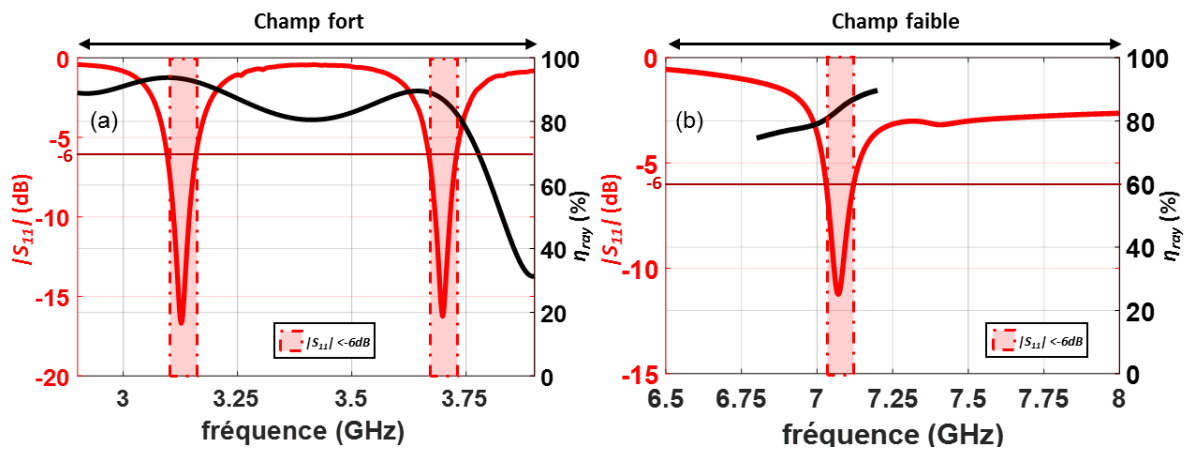 Champ fort
0
-5
-6
-10
-15
-20
|S11| (dB)
(a)
100
80
60
40
20
0
ηray (%)
|S11| <-6dB
3
3.25
3.5
3.75
fréquence (GHz)
Champ faible
0
-5
-6
-10
-15
|S11| (dB)
(b)
100
80
60
40
20
0
ηray (%)
|S11| <-6dB
6.5
6.75
7
7.25
7.5
7.75
8
fréquence (GHz)